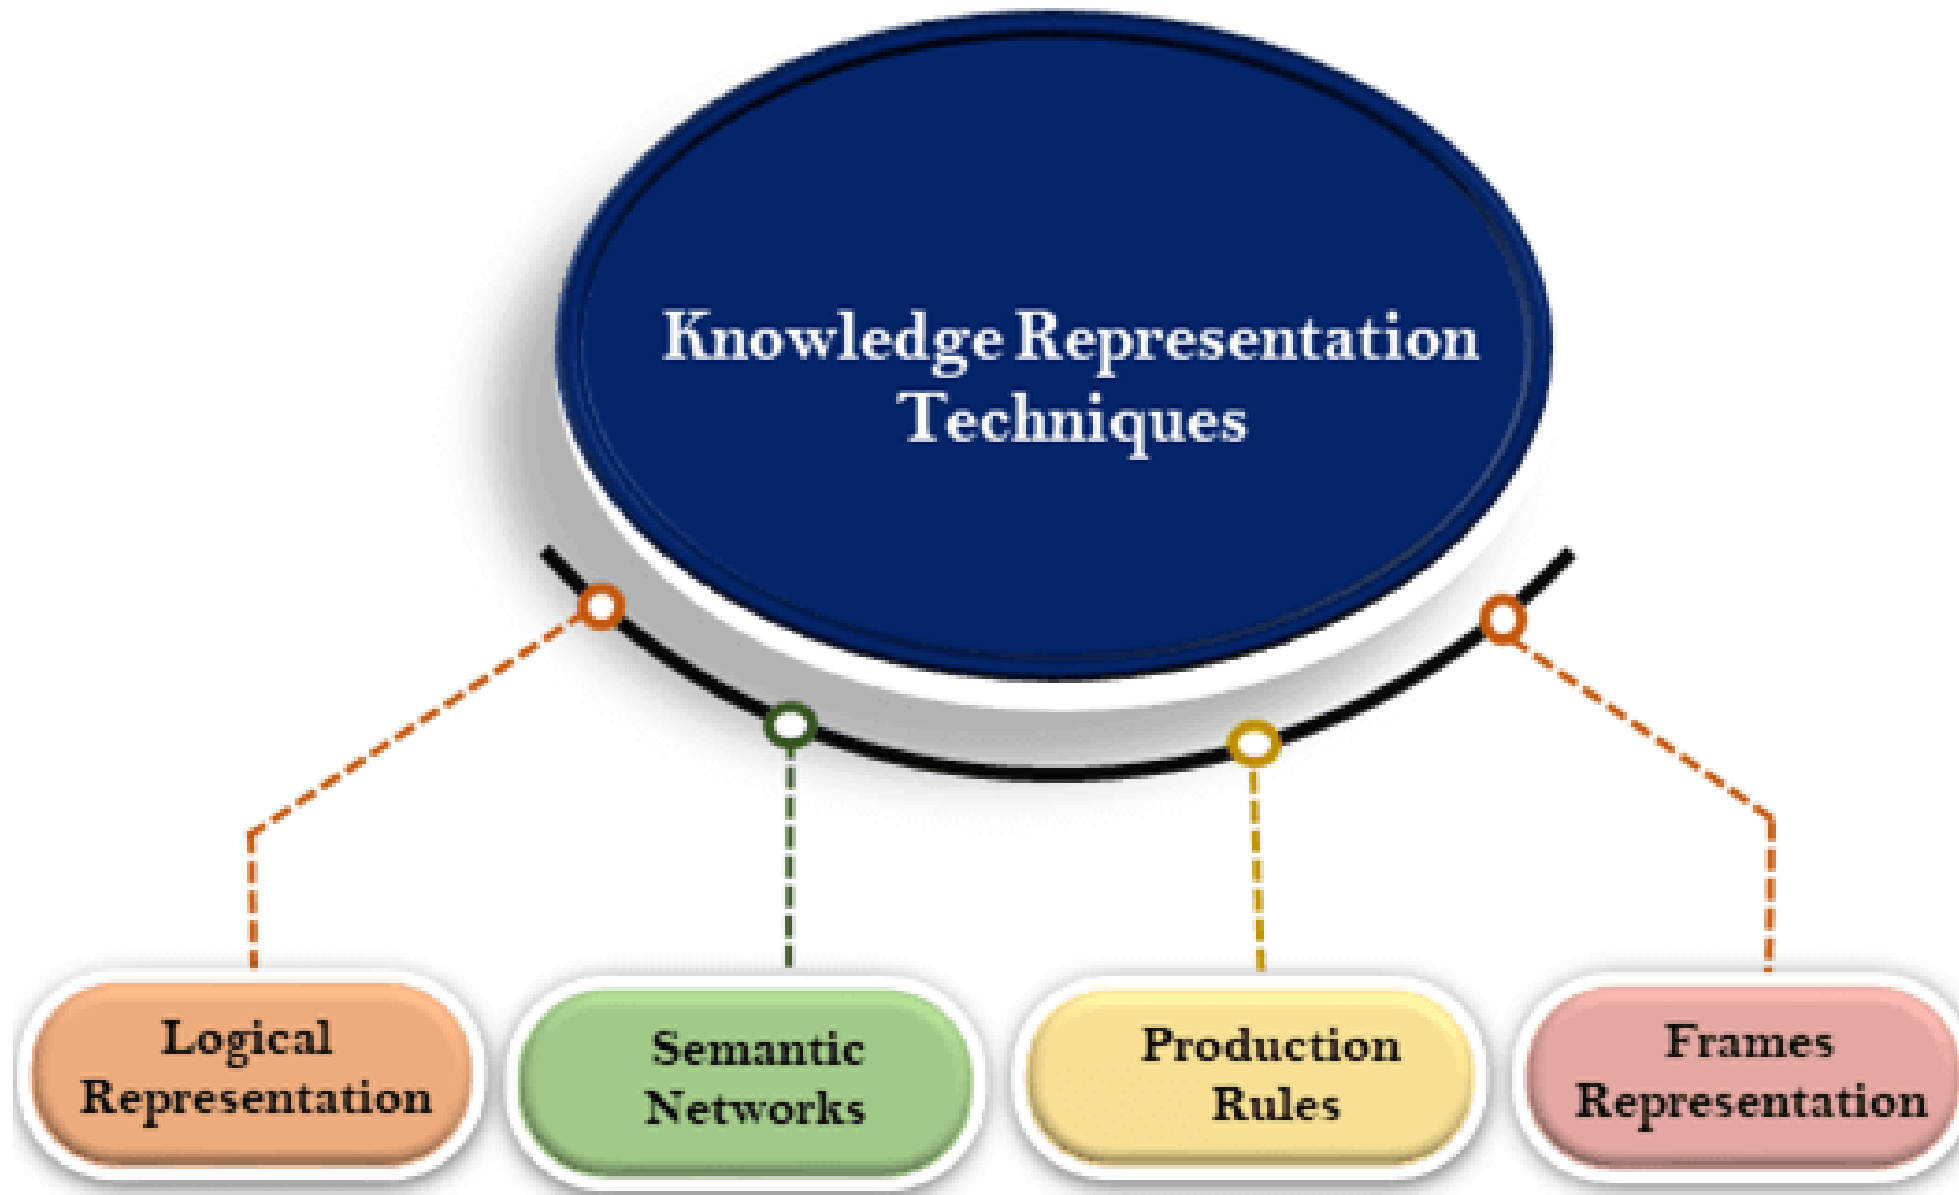 Knowledge Representation
Techniques
Logical
Representation
Semantic
Networks
Production
Rules
Frames
Representation